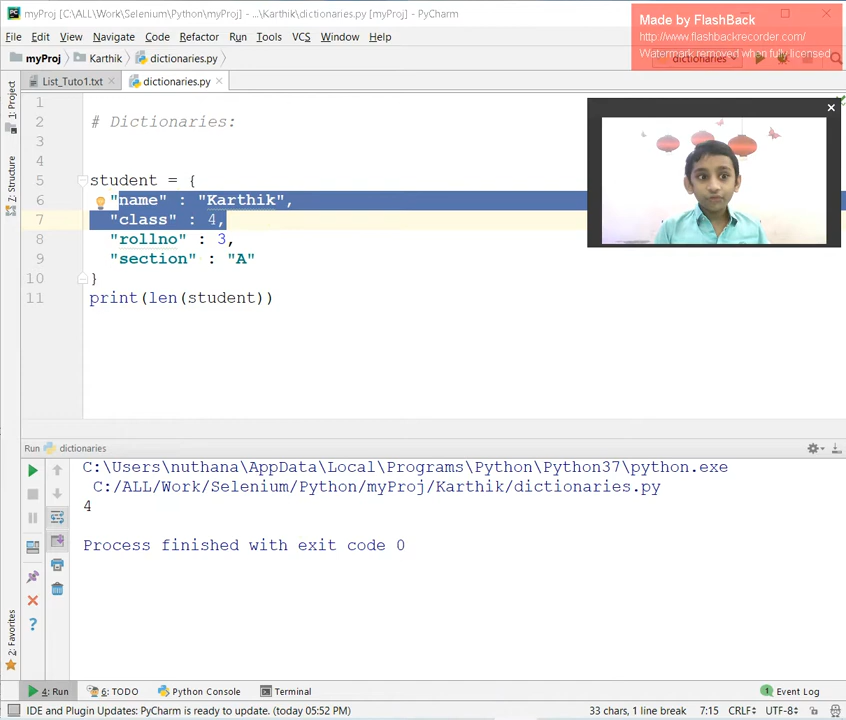 myProj [C:\ALL\Work\Selenium\Python\myProj] - ...\Karthik\dictionaries.py [myProj] - PyCharm
Made by FlashBack
http://www.flashbackrecorder.com/
Watermark removed when fully licensed
File Edit View Navigate Code Refactor Run Tools VCS Window Help
myProj Karthik dictionaries.py
dictionaries
List_Tuto1.txt dictionaries.py
1: Project
7: Structure
2: Favorites
1
2 # Dictionaries:
3
4
5 student = {
6 "name" : "Karthik",
7 "class" : 4,
8 "rollno" : 3,
9 "section" : "A"
10 }
11 print(len(student))
Run dictionaries
C:\Users\nuthana\AppData\Local\Programs\Python\Python37\python.exe
C:/ALL/Work/Selenium/Python/myProj/Karthik/dictionaries.py
4
Process finished with exit code 0
4: Run 6: TODO Python Console Terminal 1 Event Log
IDE and Plugin Updates: PyCharm is ready to update. (today 05:52 PM) 33 chars, 1 line break 7:15 CRLF UTF-8